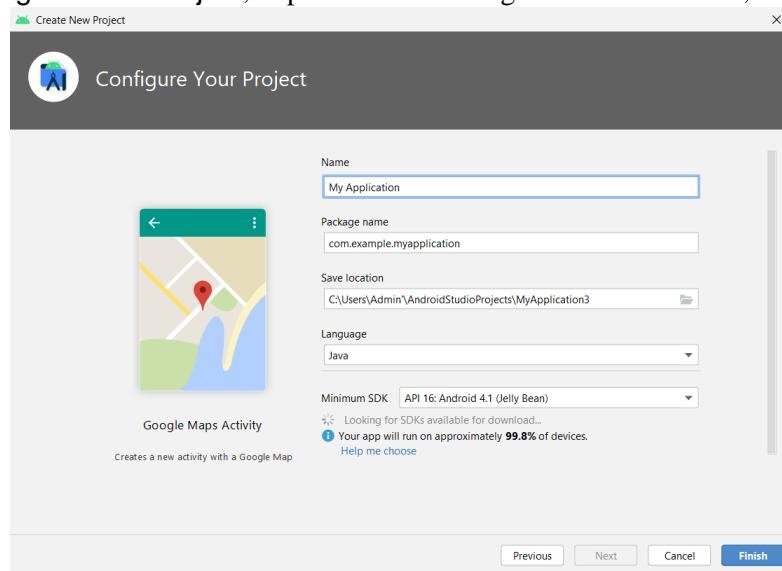 Create New Project
Configure Your Project
Name
My Application
Package name
com.example.myapplication
Save location
C:\Users\Admin'\AndroidStudioProjects\MyApplication3
Language
Java
Minimum SDK API 16: Android 4.1 (Jelly Bean)
Looking for SDKs available for download...
Your app will run on approximately 99.8% of devices.
Help me choose
Google Maps Activity
Creates a new activity with a Google Map
Previous Next Cancel Finish